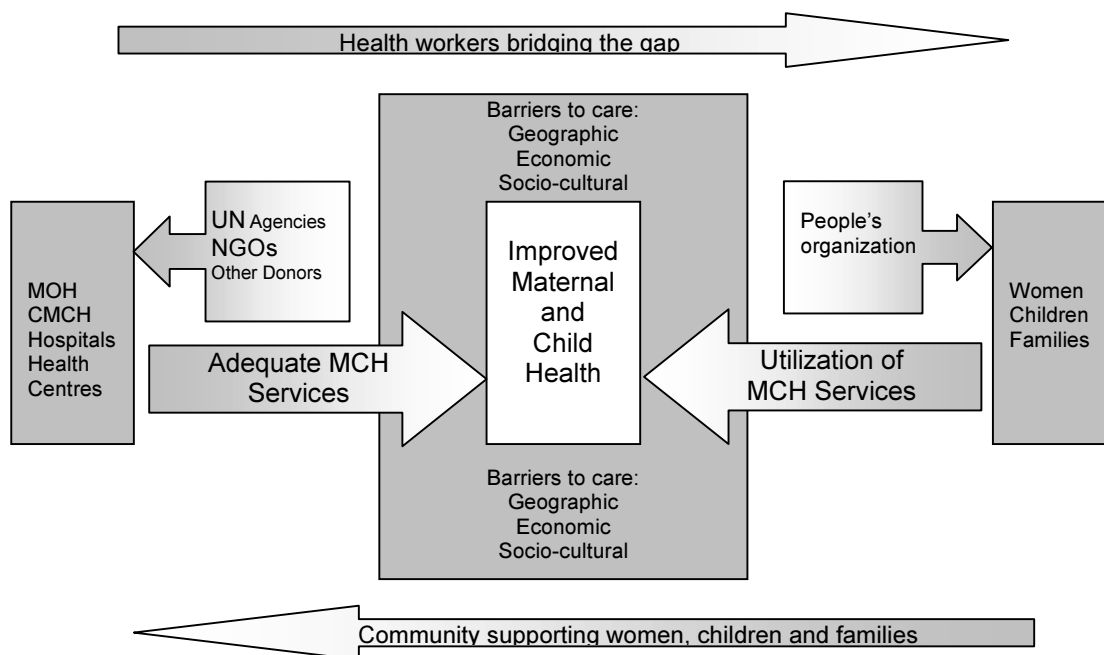 Health workers bridging the gap
Barriers to care:
Geographic
Economic
Socio-cultural
UN Agencies
NGOs
Other Donors
People's
organization
MOH
CMCH
Hospitals
Health
Centres
Improved
Maternal
and
Child
Health
Women
Children
Families
Adequate MCH
Services
Utilization of
MCH Services
Barriers to care:
Geographic
Economic
Socio-cultural
Community supporting women, children and families